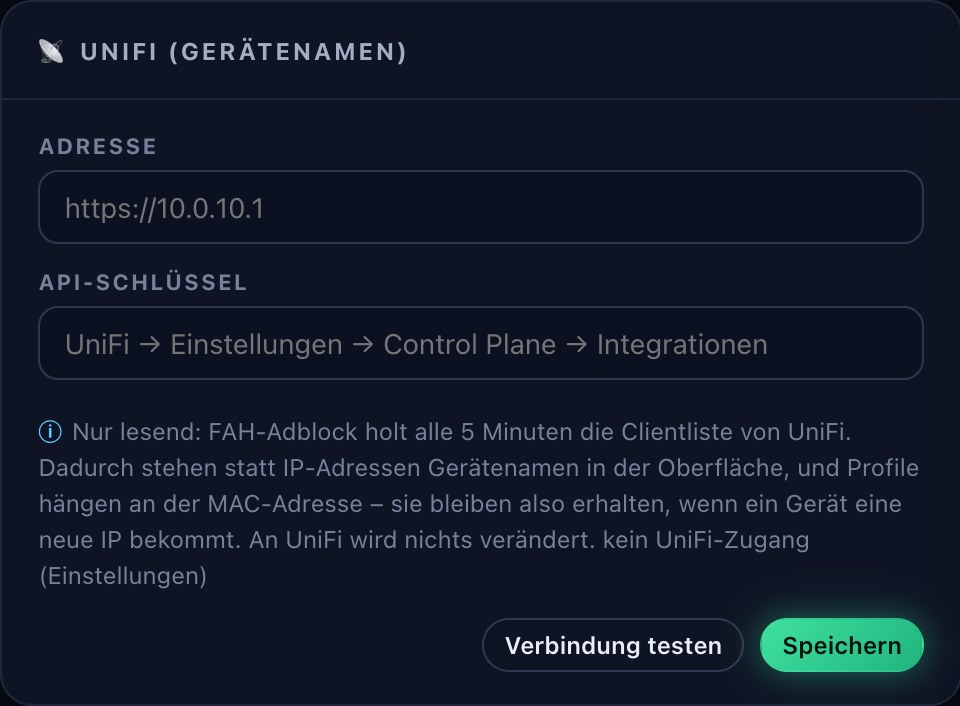 UNIFI (GERÄTENAMEN)
ADRESSE
https://10.0.10.1
API-SCHLÜSSEL
UniFi → Einstellungen → Control Plane → Integrationen
ⓘ Nur lesend: FAH-Adblock holt alle 5 Minuten die Clientliste von UniFi.
Dadurch stehen statt IP-Adressen Gerätenamen in der Oberfläche, und Profile
hängen an der MAC-Adresse – sie bleiben also erhalten, wenn ein Gerät eine
neue IP bekommt. An UniFi wird nichts verändert. kein UniFi-Zugang
(Einstellungen)
Verbindung testen
Speichern